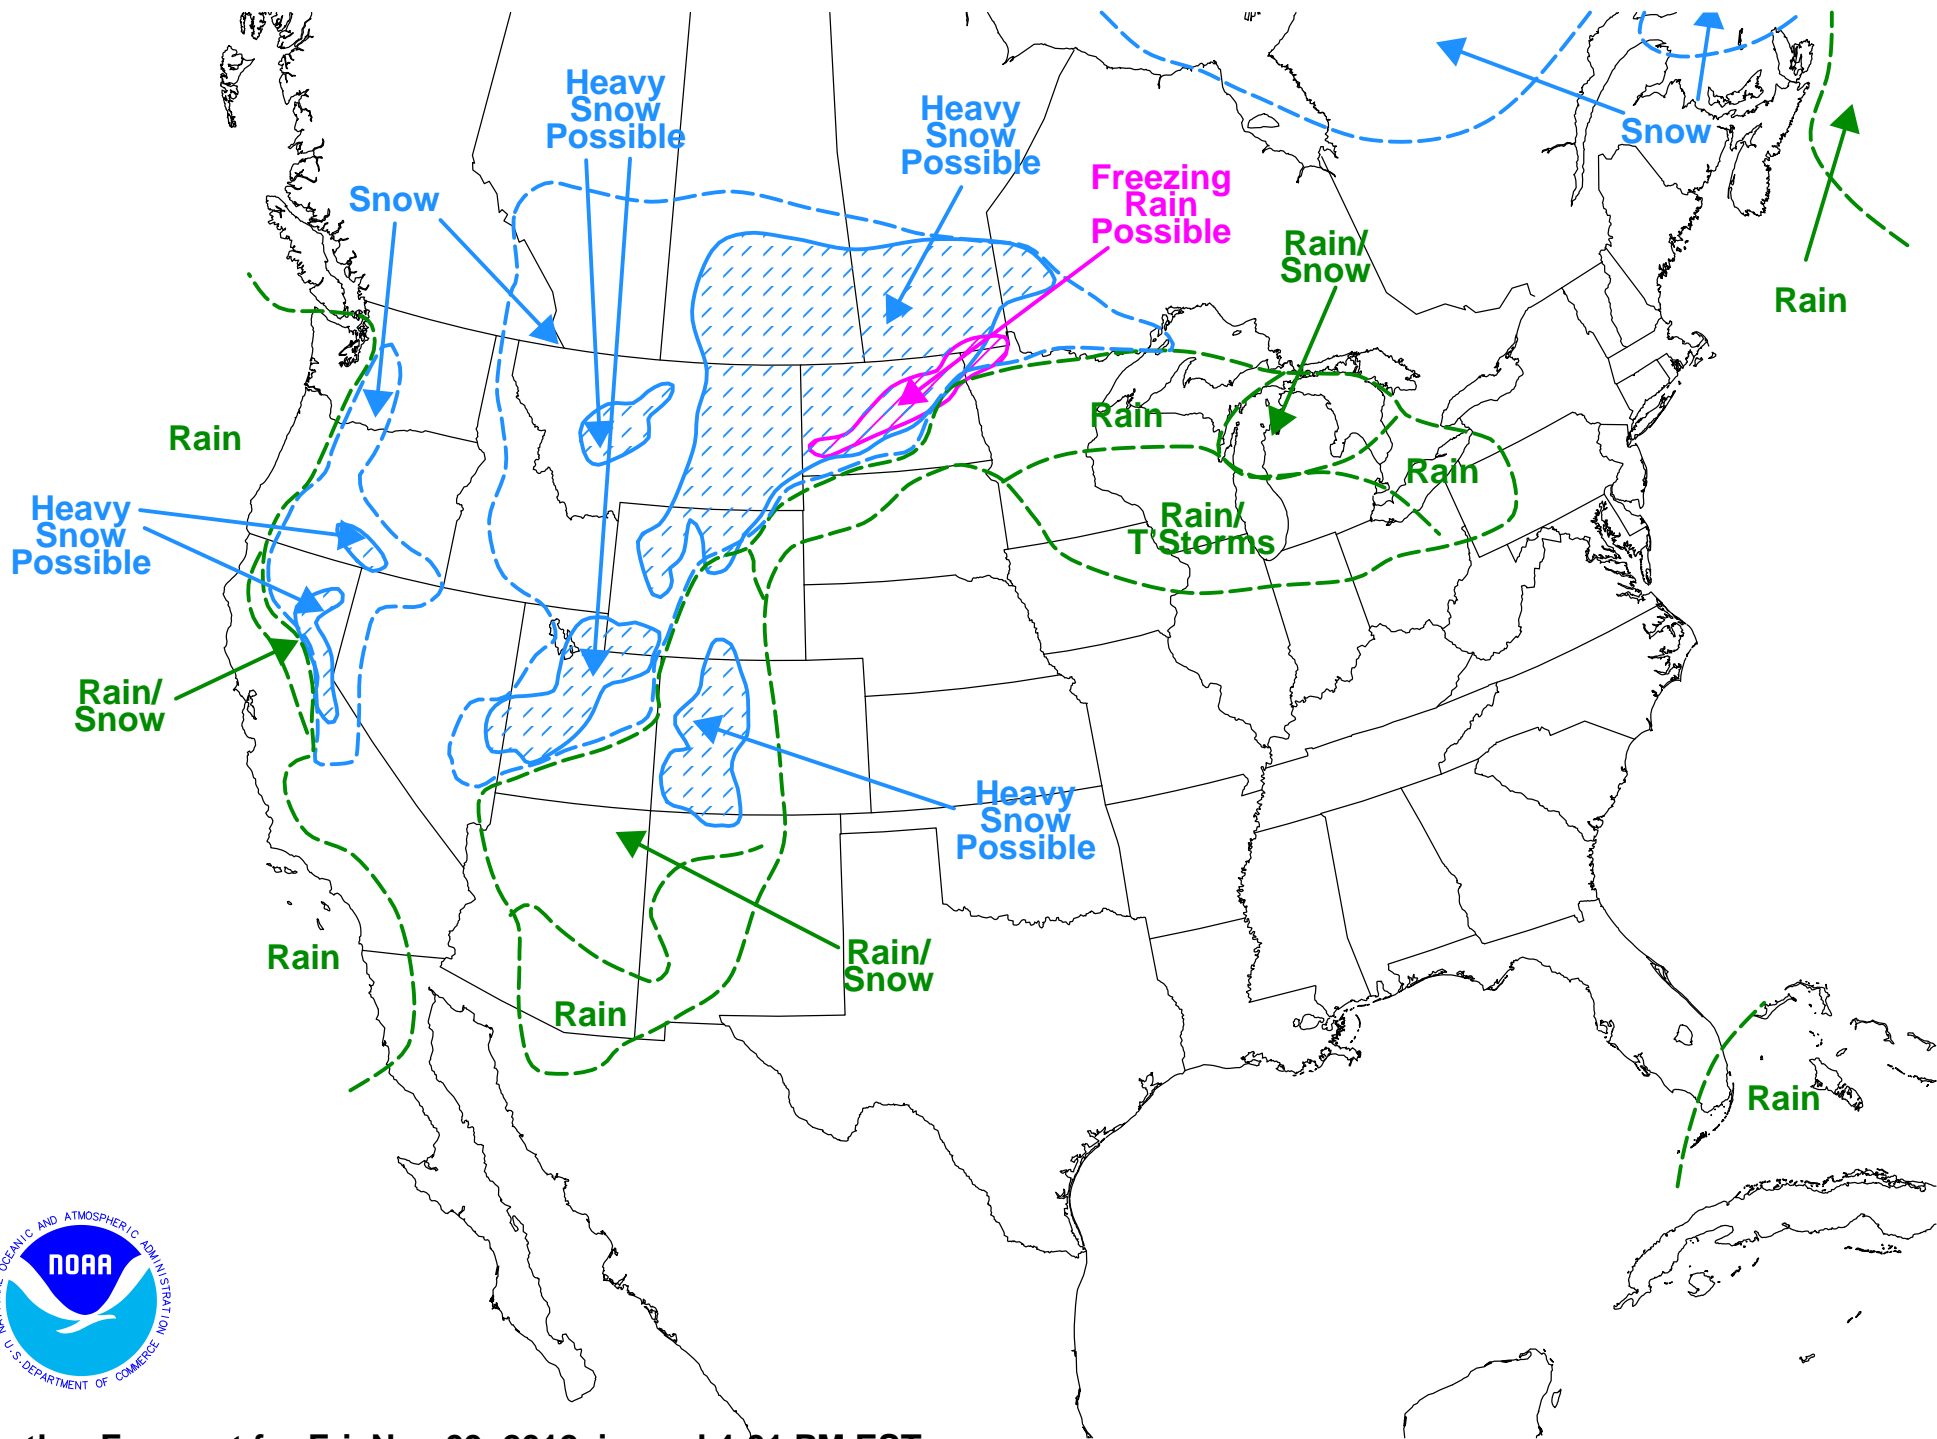 Heavy
Snow
Possible
Heavy
Snow
Possible
Snow
Freezing
Rain
Possible
Snow
Rain/
Snow
Rain
Rain
Rain
Rain
Heavy
Snow
Possible
Rain/
T'Storms
Rain/
Snow
Heavy
Snow
Possible
Rain
Rain/
Snow
Rain
Rain
OCEANIC AND ATMOSPHERIC ADMINISTRATION
NOAA
U.S. DEPARTMENT OF COMMERCE